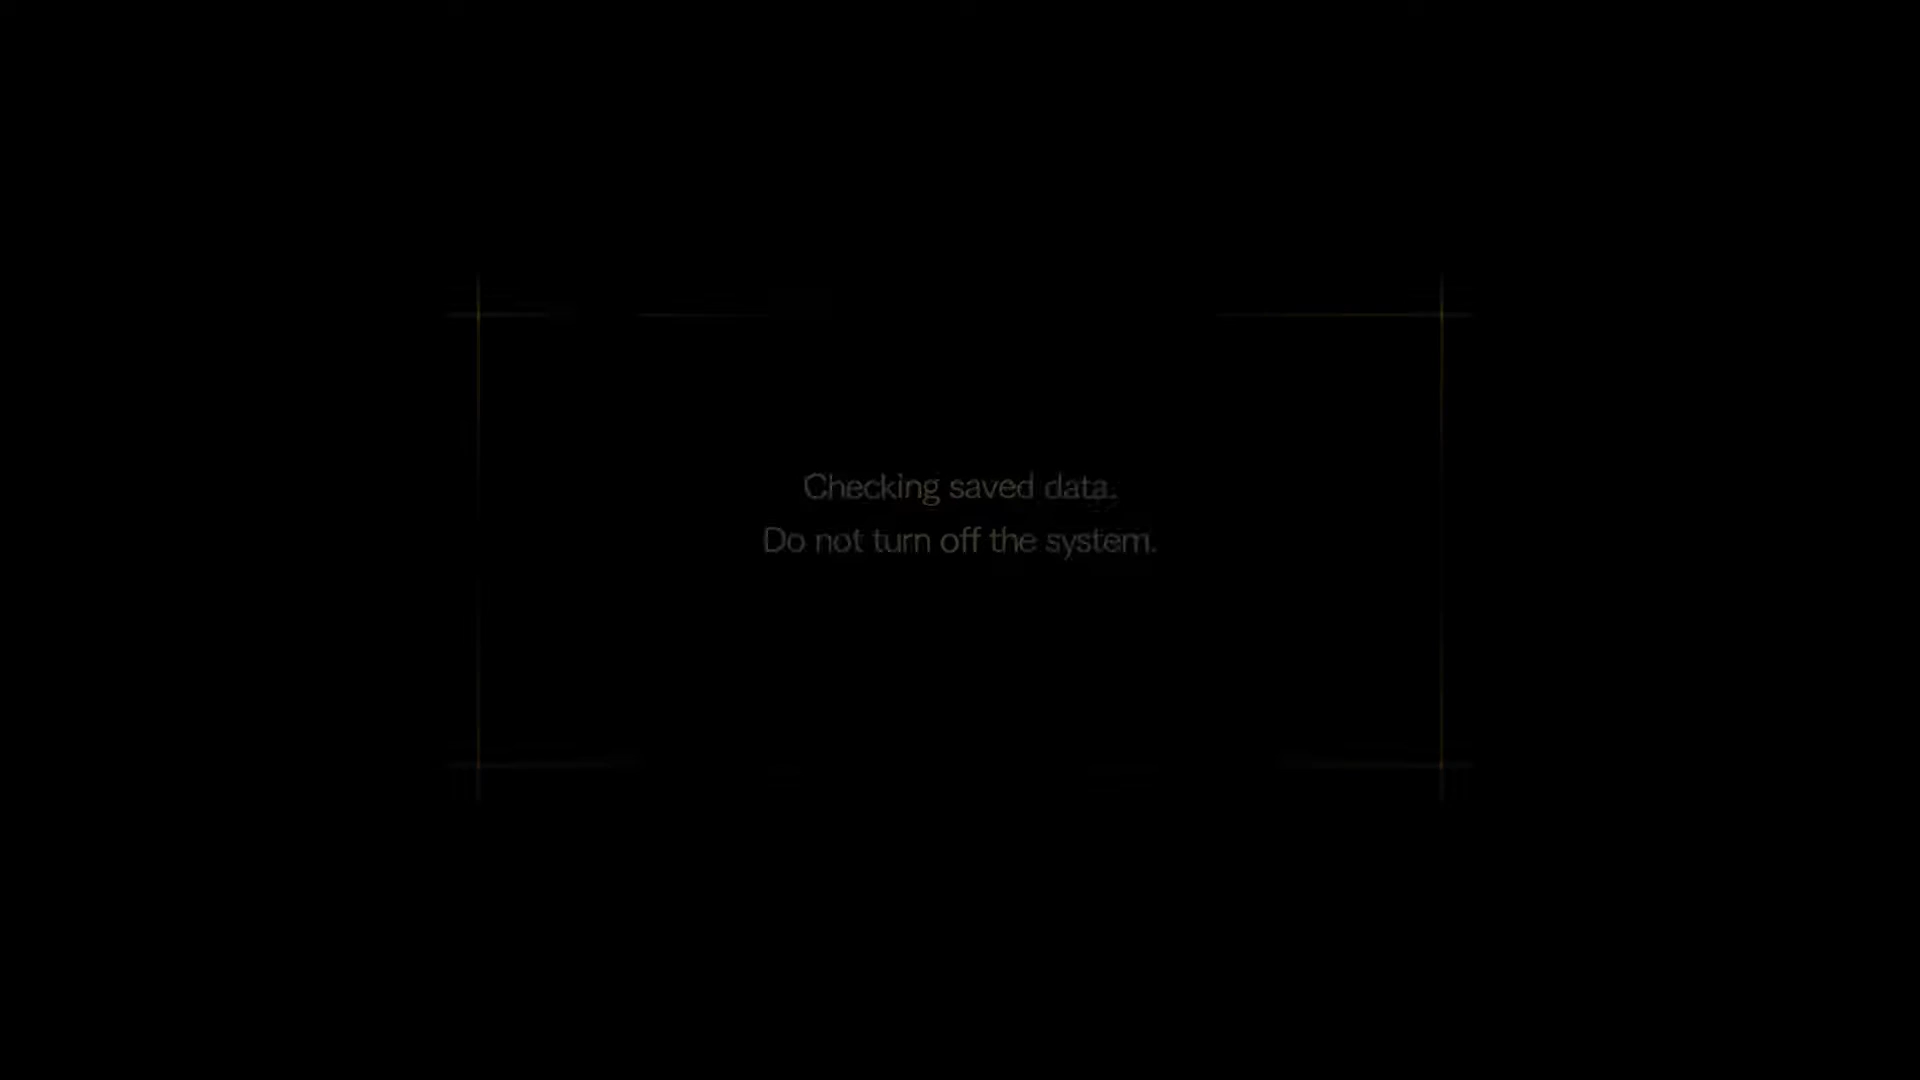 Checking saved data.
Do not turn off the system.